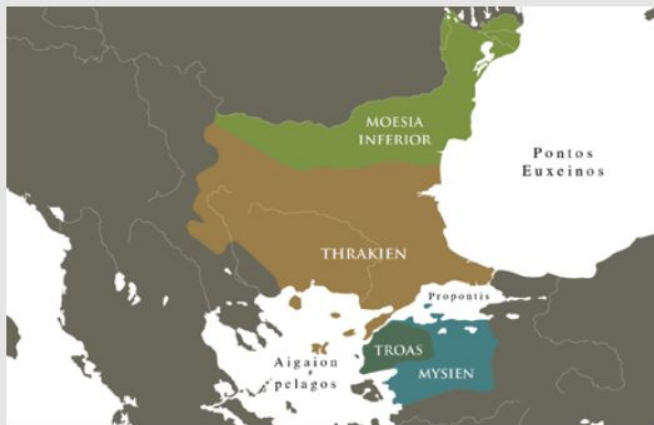 MOESIA
INFERIOR
Pontos
Euxeinos
THRAKIEN
Propontis
TROAS
Aigaion
pelagos
MYSIEN